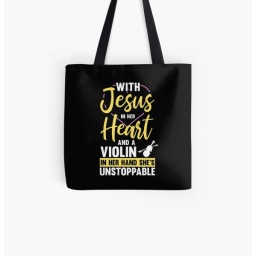 WITH
Jesus
IN HER
Heart
AND A
VIOLIN
IN HER HAND SHE'S
UNSTOPPABLE